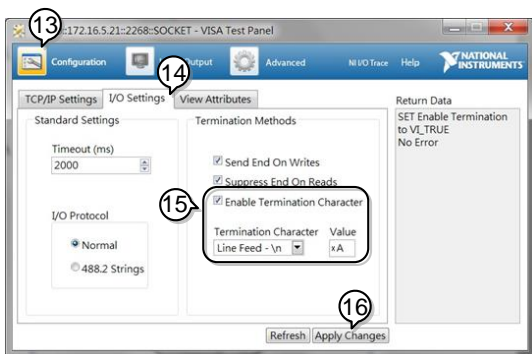 13
::172.16.5.21::2268::SOCKET - VISA Test Panel
Configuration
utput
Advanced
NI I/O Trace
Help
NATIONAL
INSTRUMENTS
14
TCP/IP Settings
I/O Settings
View Attributes
Return Data
SET Enable Termination
to VI_TRUE
No Error
Standard Settings
Timeout (ms)
2000
I/O Protocol
Normal
488.2 Strings
Termination Methods
Send End On Writes
Suppress End On Reads
15
Enable Termination Character
Termination Character
Value
Line Feed - \n
xA
16
Refresh
Apply Changes